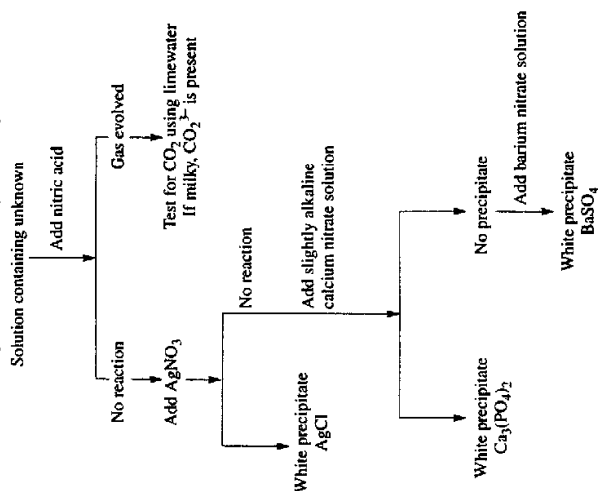 Solution containing unknown
Add nitric acid
No reaction
Gas evolved
Add AgNO₃
Test for CO₂ using limewater
If milky, CO₂³⁻ is present
No reaction
Add slightly alkaline
calcium nitrate solution
White precipitate
AgCl
White precipitate
Ca₃(PO₄)₂
No precipitate
Add barium nitrate solution
White precipitate
BaSO₄